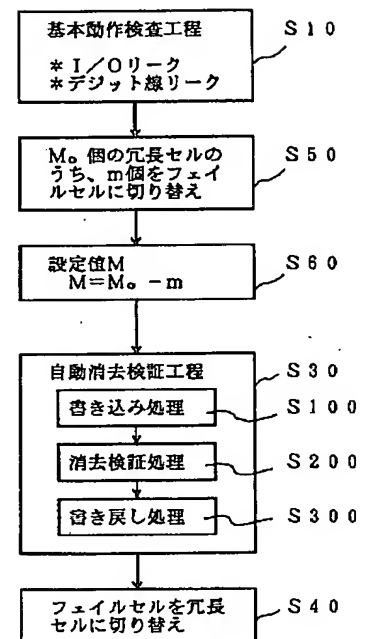 基本動作検査工程 S10
＊I／Oリーク
＊デジット線リーク
M₀個の冗長セルの S50
うち、m個をフェイ
ルセルに切り替え
設定値M S60
M＝M₀－m
自動消去検証工程 S30
書き込み処理 S100
消去検証処理 S200
書き戻し処理 S300
フェイルセルを冗長 S40
セルに切り替え